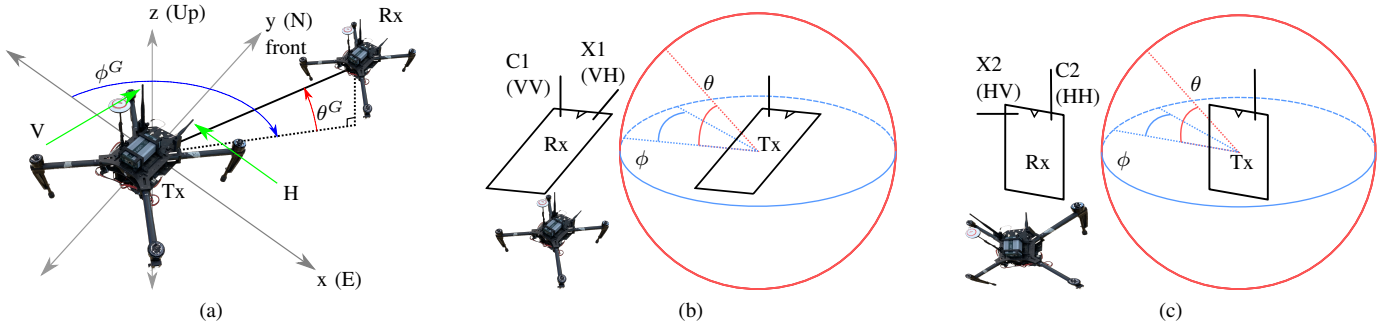 z (Up)
y (N)
front
Rx
ϕ^G
θ^G
V
H
Tx
x (E)
(a)
C1
(VV)
X1
(VH)
Rx
θ
ϕ
Tx
(b)
X2
(HV)
C2
(HH)
Rx
θ
ϕ
Tx
(c)